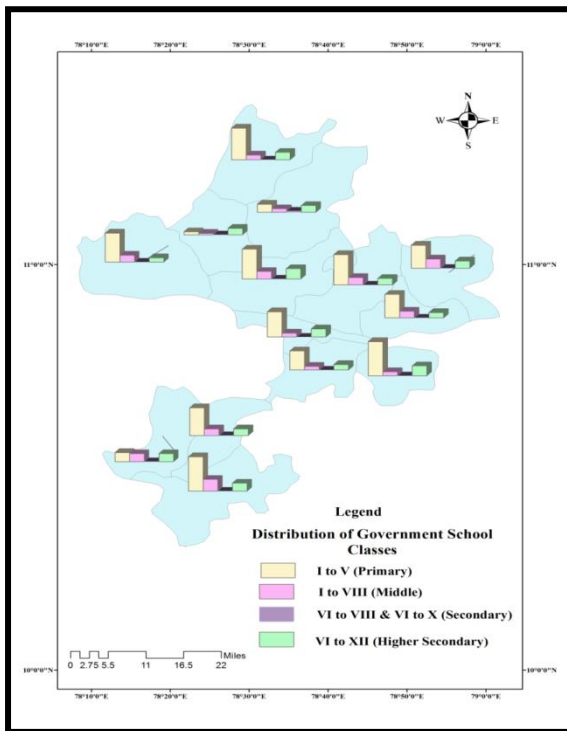 78°10'0"E 78°20'0"E 78°30'0"E 78°40'0"E 78°50'0"E 79°0'0"E
N
W E
S
11°0'0"N 11°0'0"N
Legend
Distribution of Government School
Classes
I to V (Primary)
I to VIII (Middle)
VI to VIII & VI to X (Secondary)
VI to XII (Higher Secondary)
Miles
0 2.75 5.5 11 16.5 22
10°0'0"N 10°0'0"N
78°10'0"E 78°20'0"E 78°30'0"E 78°40'0"E 78°50'0"E 79°0'0"E